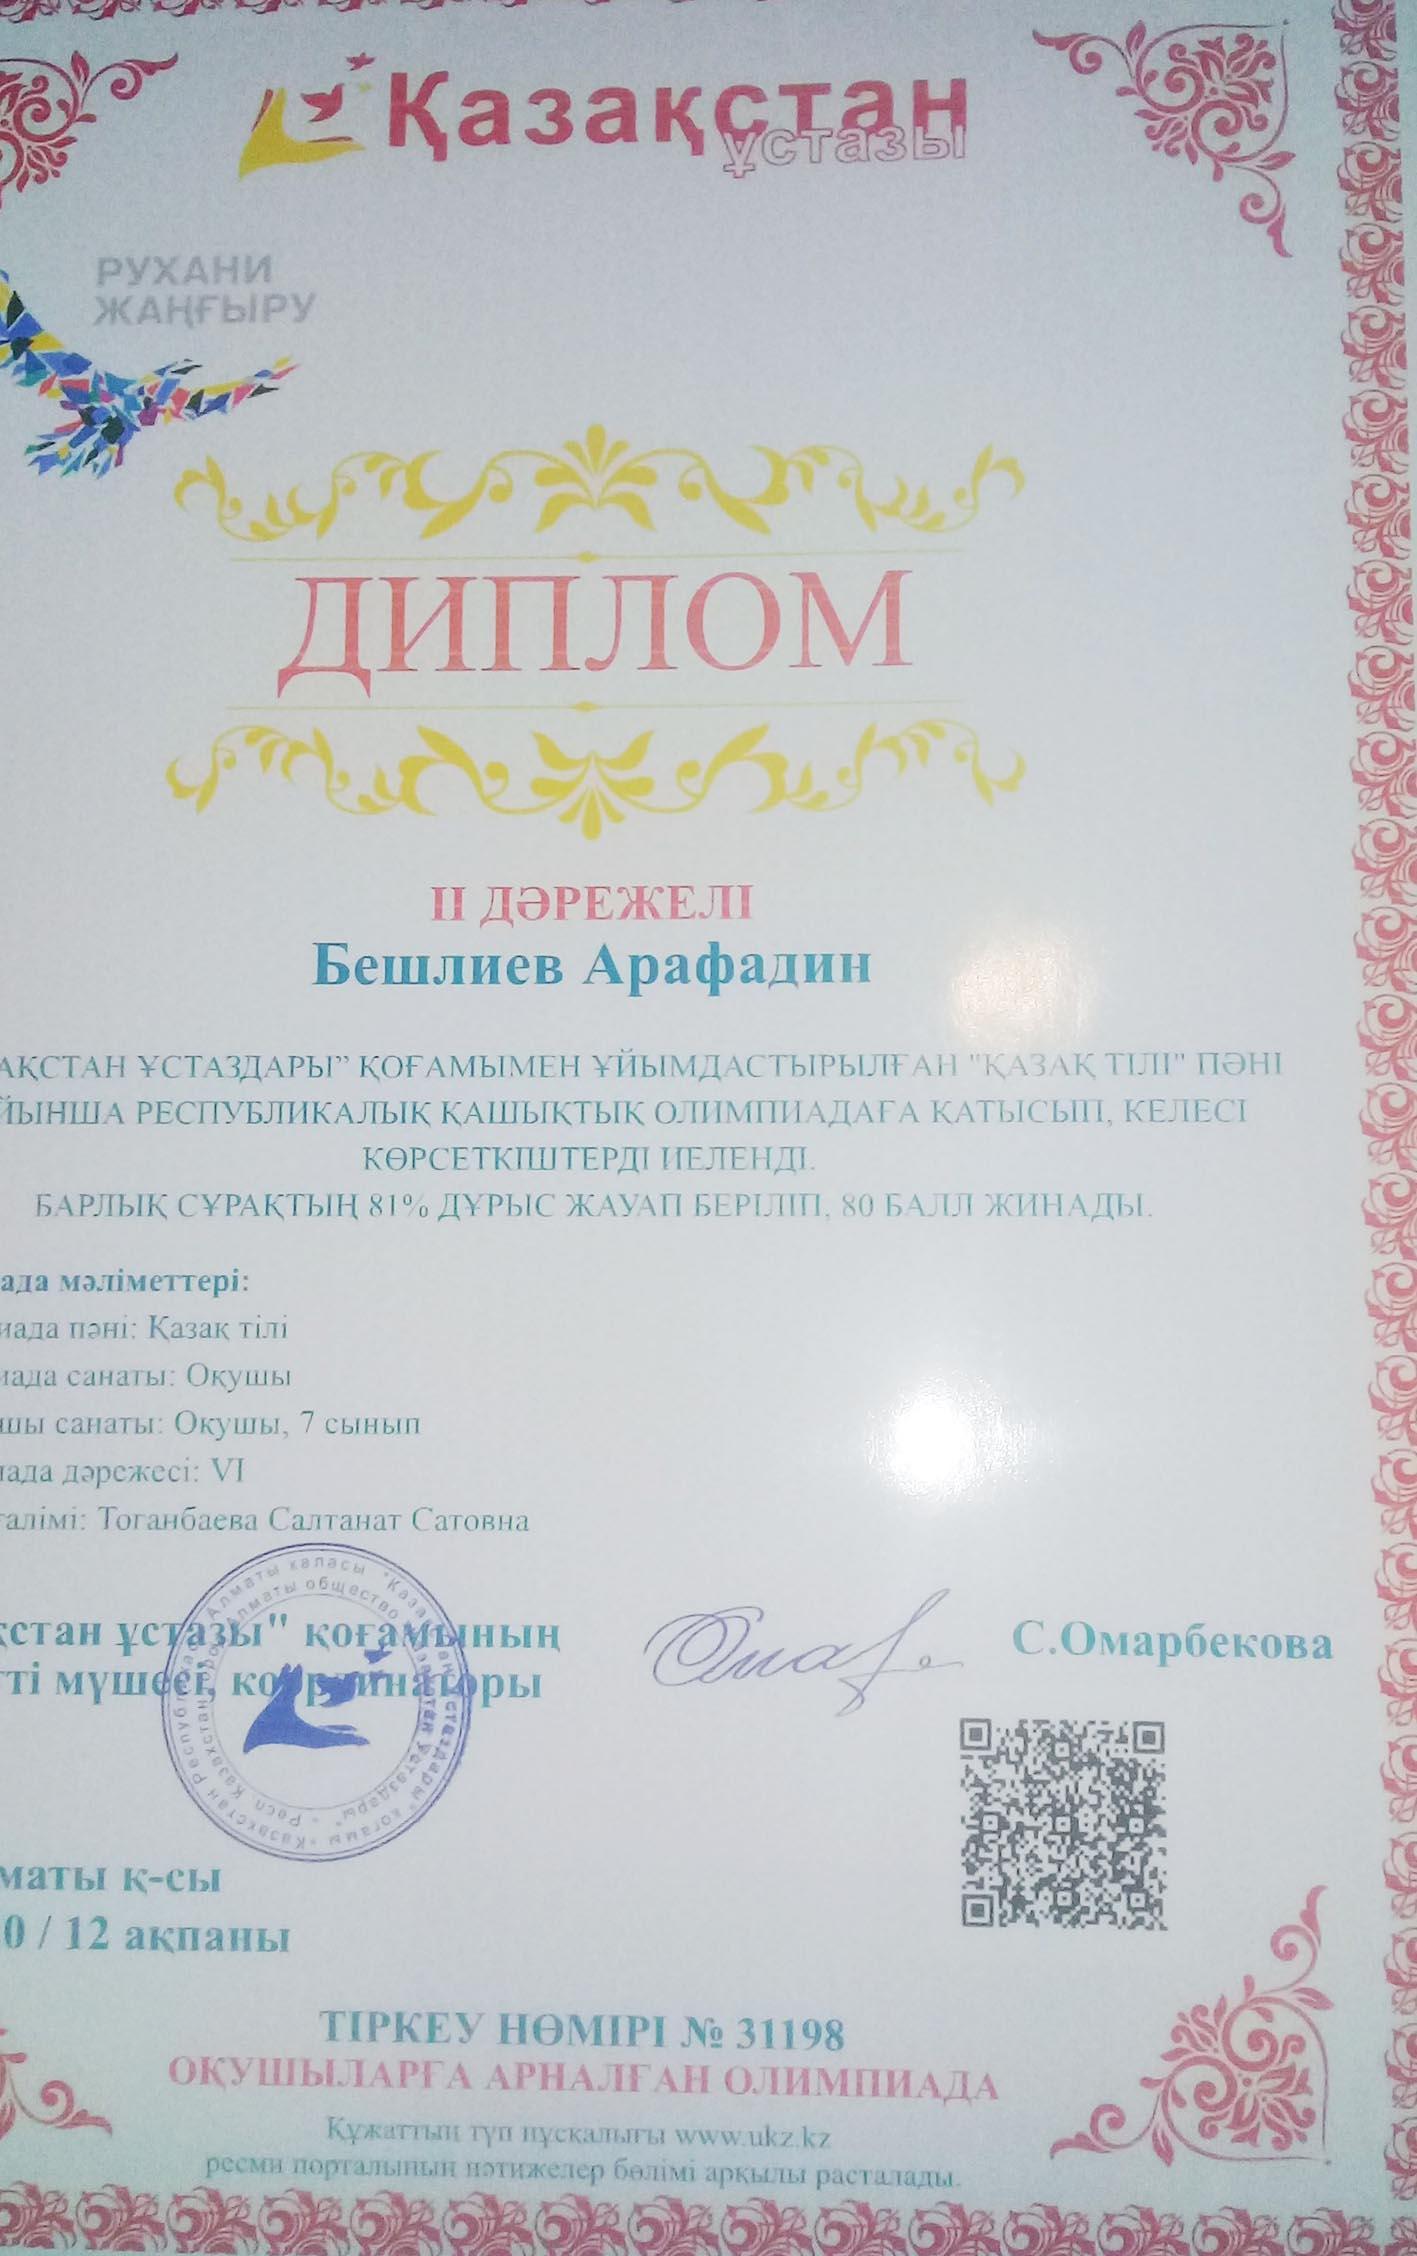 Қазақстан
ұстазы
РУХАНИ
ЖАҢҒЫРУ
ДИПЛОМ
ІІ ДӘРЕЖЕЛІ
Бешлиев Арафадин
АҚСТАН ҰСТАЗДАРЫ” ҚОҒАМЫМЕН ҰЙЫМДАСТЫРЫЛҒАН "ҚАЗАҚ ТІЛІ" ПӘНІ
ЙЫНША РЕСПУБЛИКАЛЫҚ ҚАШЫҚТЫҚ ОЛИМПИАДАҒА ҚАТЫСЫП, КЕЛЕСІ
КӨРСЕТКІШТЕРДІ ИЕЛЕНДІ.
БАРЛЫҚ СҰРАҚТЫҢ 81% ДҰРЫС ЖАУАП БЕРІЛІП, 80 БАЛЛ ЖИНАДЫ.
ада мәліметтері:
иада пәні: Қазақ тілі
иада санаты: Оқушы
шы санаты: Оқушы, 7 сынып
иада дәрежесі: VI
ғалімі: Тоганбаева Салтанат Сатовна
қстан ұстазы" қоғамының
ті мүшесі, координаторы
С.Омарбекова
маты қ-сы
0 / 12 ақпаны
ТІРКЕУ НӨМІРІ № 31198
ОҚУШЫЛАРҒА АРНАЛҒАН ОЛИМПИАДА
Құжаттың түп нұсқалығы www.ukz.kz
ресми порталының нәтижелер бөлімі арқылы расталады.